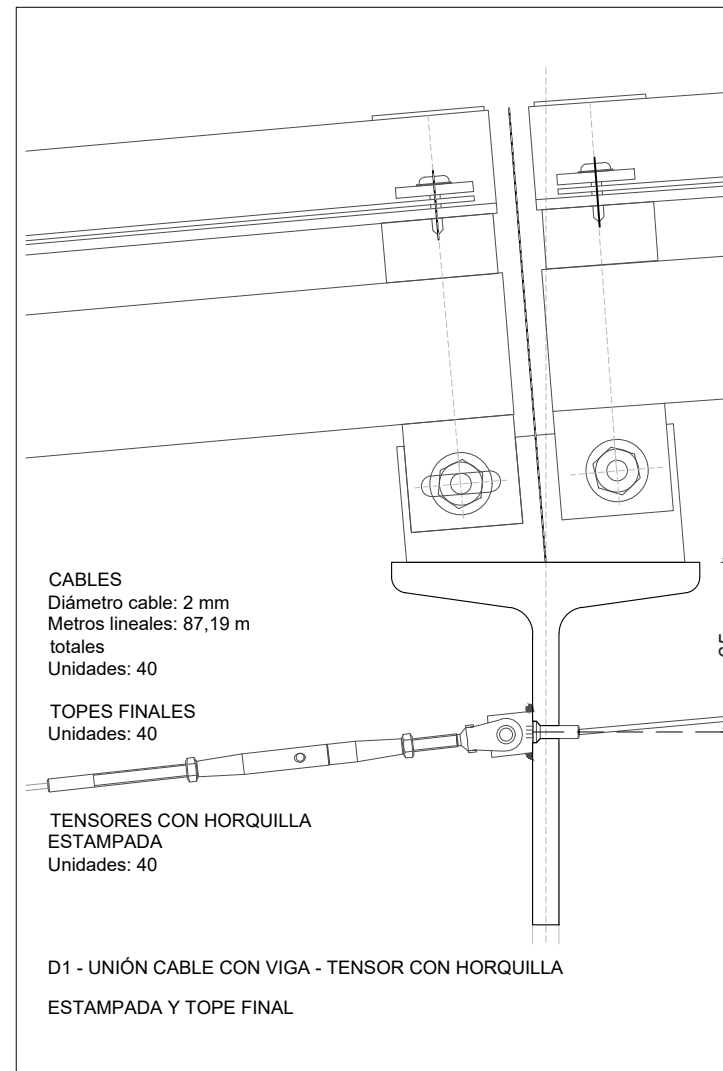 CABLES
Diámetro cable: 2 mm
Metros lineales: 87,19 m
totales
Unidades: 40
TOPES FINALES
Unidades: 40
TENSORES CON HORQUILLA
ESTAMPADA
Unidades: 40
D1 - UNIÓN CABLE CON VIGA - TENSOR CON HORQUILLA
ESTAMPADA Y TOPE FINAL